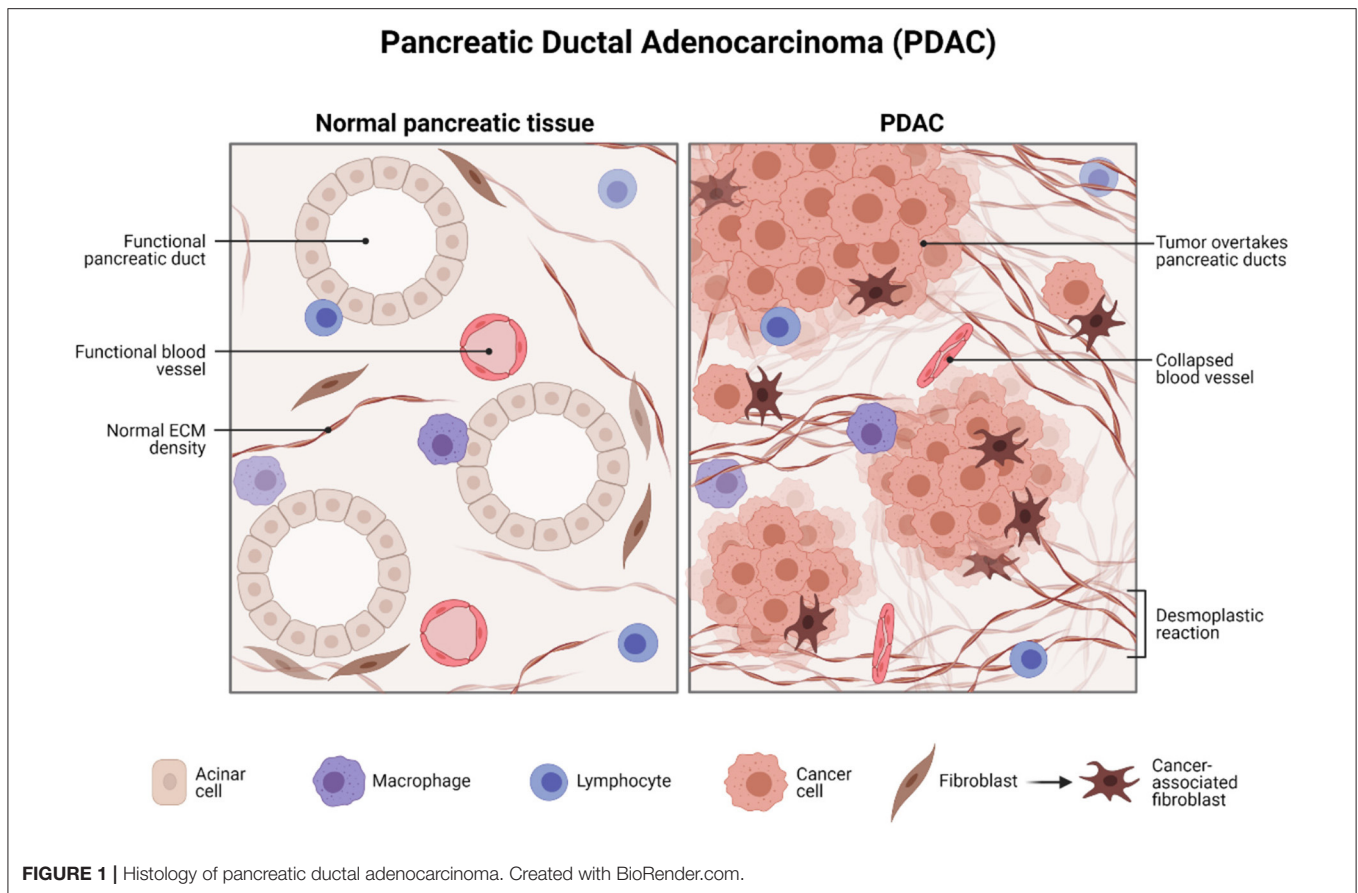 Pancreatic Ductal Adenocarcinoma (PDAC)
Normal pancreatic tissue
PDAC
Functional
pancreatic duct
Functional blood
vessel
Normal ECM
density
Tumor overtakes
pancreatic ducts
Collapsed
blood vessel
Desmoplastic
reaction
Acinar
cell
Macrophage
Lymphocyte
Cancer
cell
Fibroblast
Cancer-
associated
fibroblast
FIGURE 1 | Histology of pancreatic ductal adenocarcinoma. Created with BioRender.com.